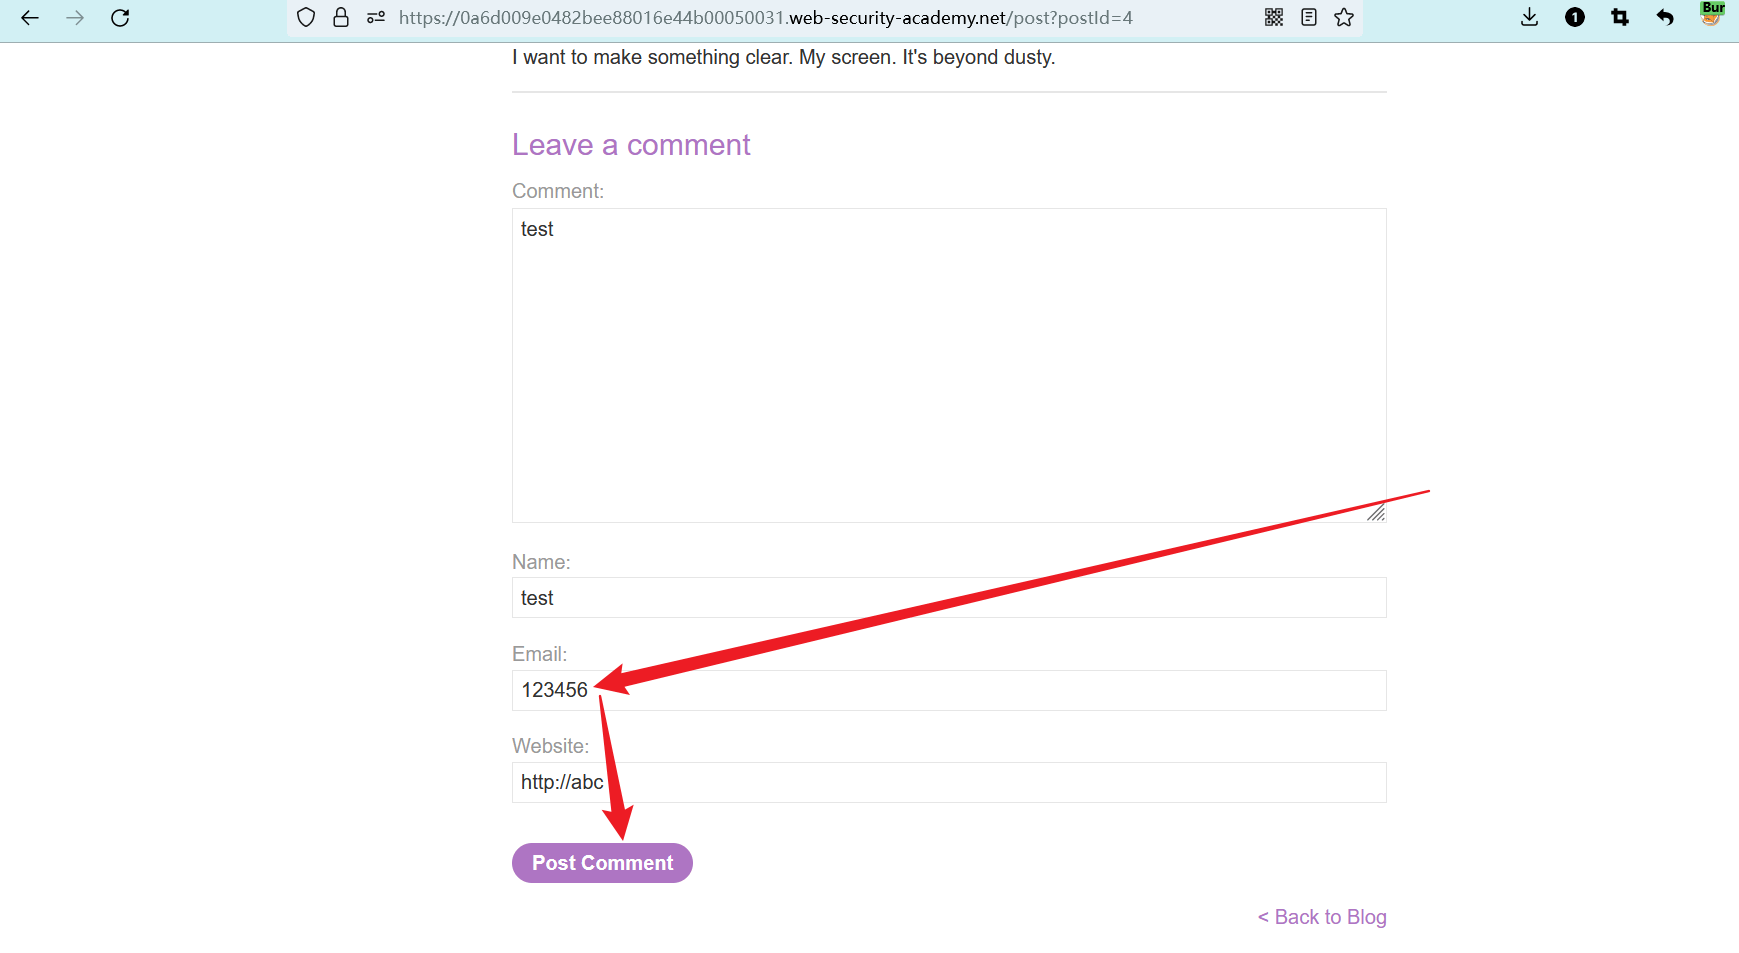 https://0a6d009e0482bee88016e44b00050031.web-security-academy.net/post?postId=4
1
Bur
I want to make something clear. My screen. It's beyond dusty.
Leave a comment
Comment:
test
Name:
test
Email:
123456
Website:
http://abc
Post Comment
< Back to Blog